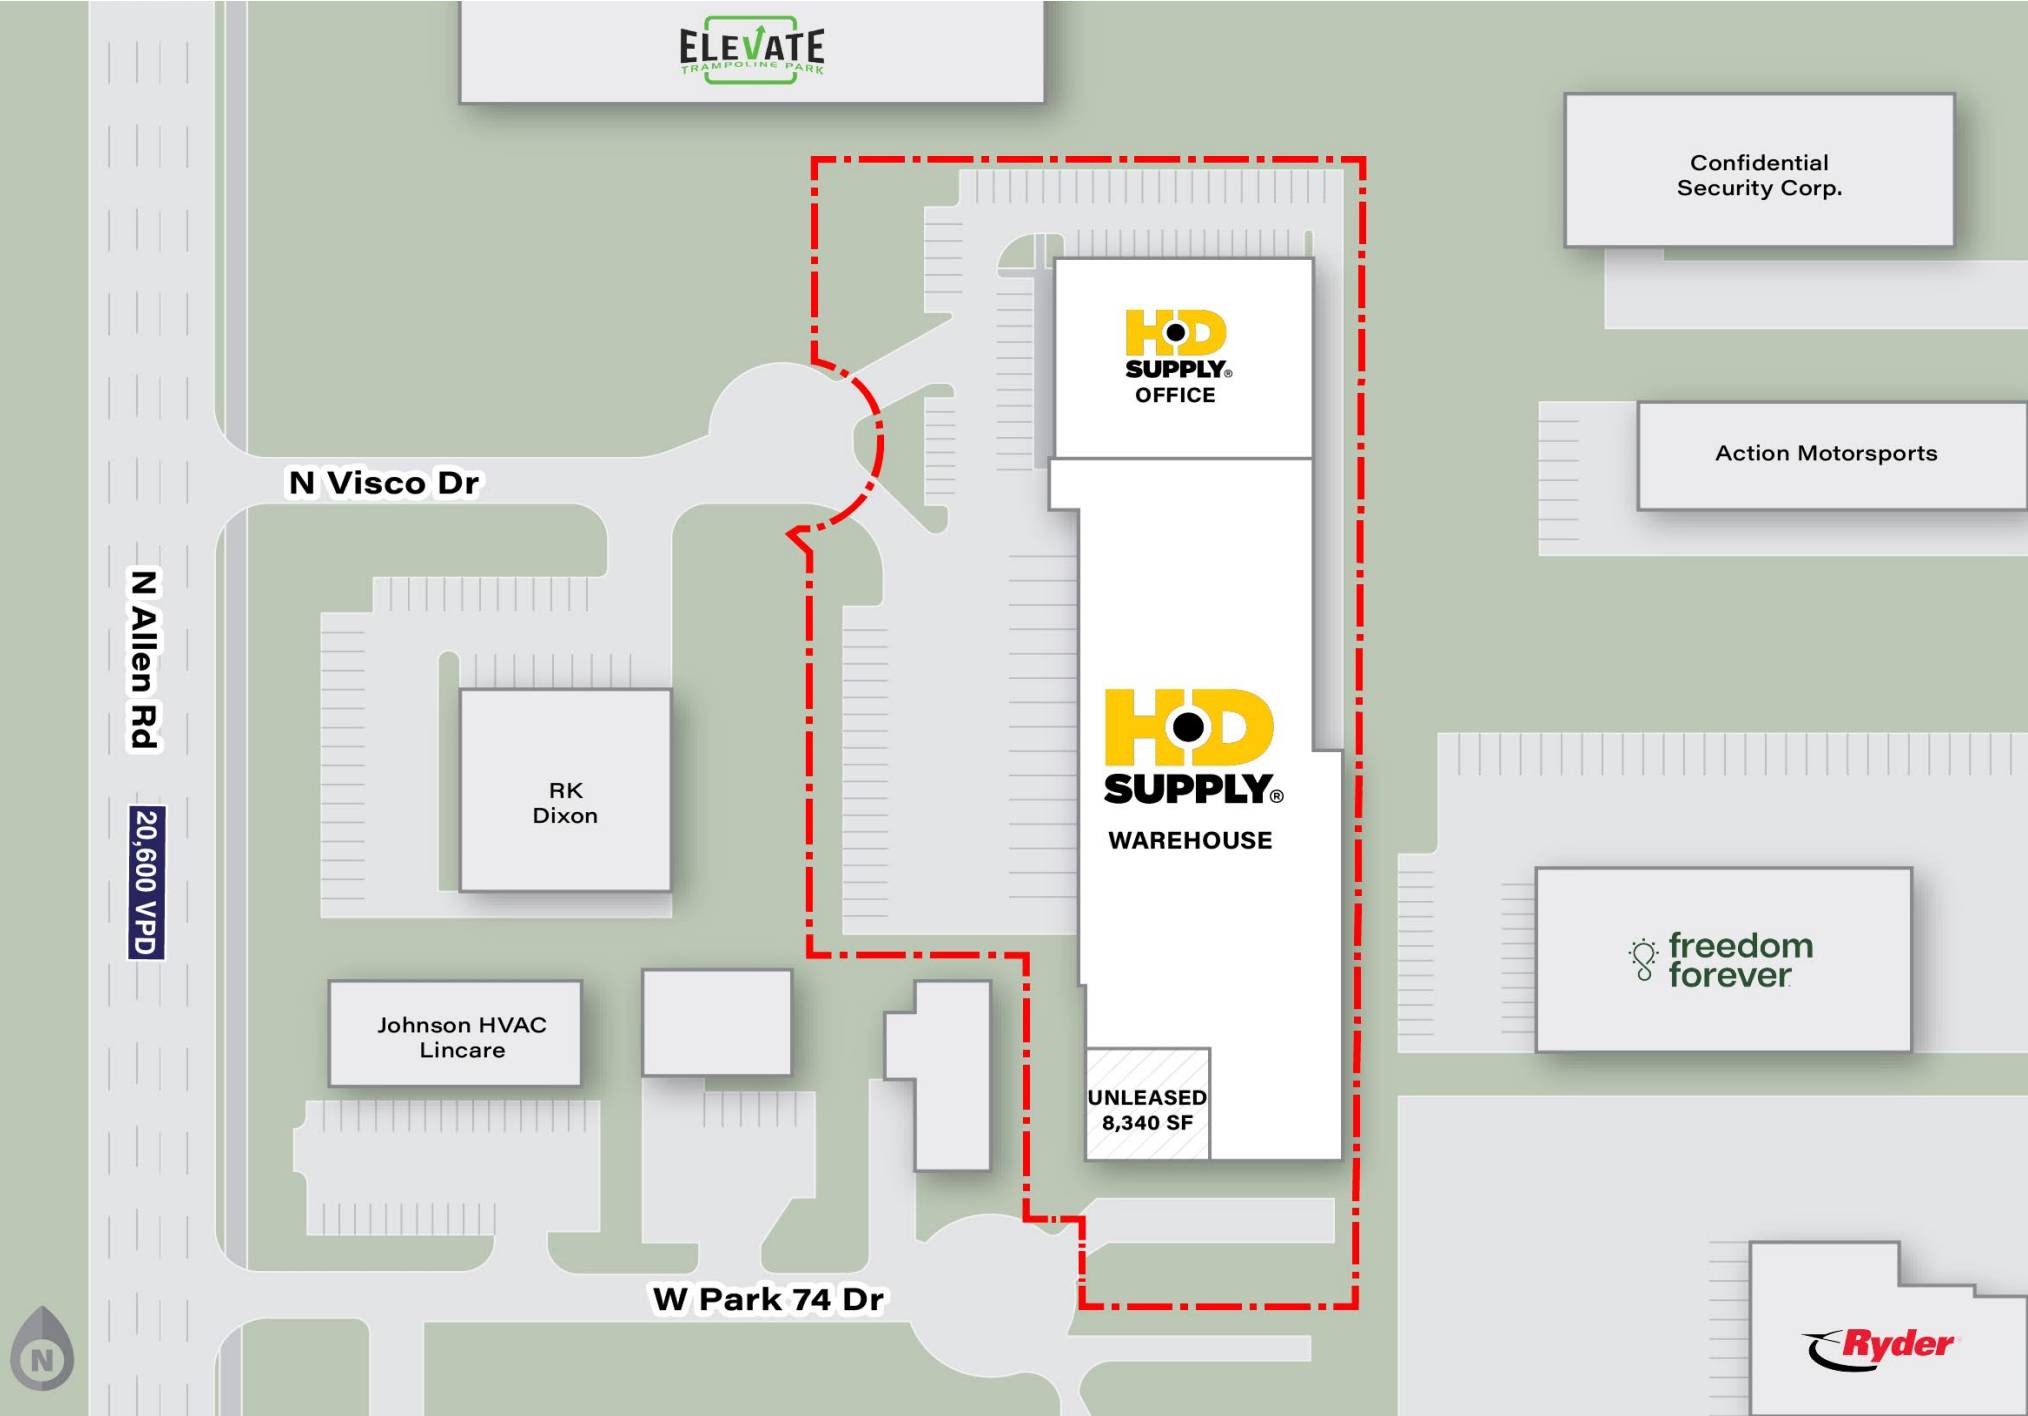 ELEVATE
TRAMPOLINE PARK
Confidential
Security Corp.
HD
SUPPLY®
OFFICE
Action Motorsports
N Visco Dr
N Allen Rd
20,600 VPD
RK
Dixon
HD
SUPPLY®
WAREHOUSE
freedom
forever
Johnson HVAC
Lincare
UNLEASED
8,340 SF
W Park 74 Dr
Ryder
N